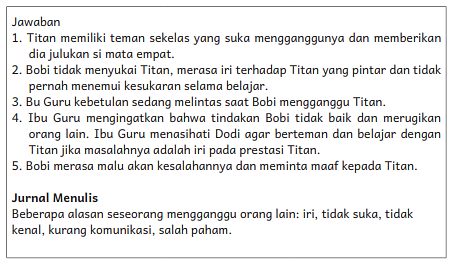 Jawaban
1. Titan memiliki teman sekelas yang suka mengganggunya dan memberikan
dia julukan si mata empat.
2. Bobi tidak menyukai Titan, merasa iri terhadap Titan yang pintar dan tidak
pernah menemui kesukaran selama belajar.
3. Bu Guru kebetulan sedang melintas saat Bobi mengganggu Titan.
4. Ibu Guru mengingatkan bahwa tindakan Bobi tidak baik dan merugikan
orang lain. Ibu Guru menasihati Dodi agar berteman dan belajar dengan
Titan jika masalahnya adalah iri pada prestasi Titan.
5. Bobi merasa malu akan kesalahannya dan meminta maaf kepada Titan.
Jurnal Menulis
Beberapa alasan seseorang mengganggu orang lain: iri, tidak suka, tidak
kenal, kurang komunikasi, salah paham.